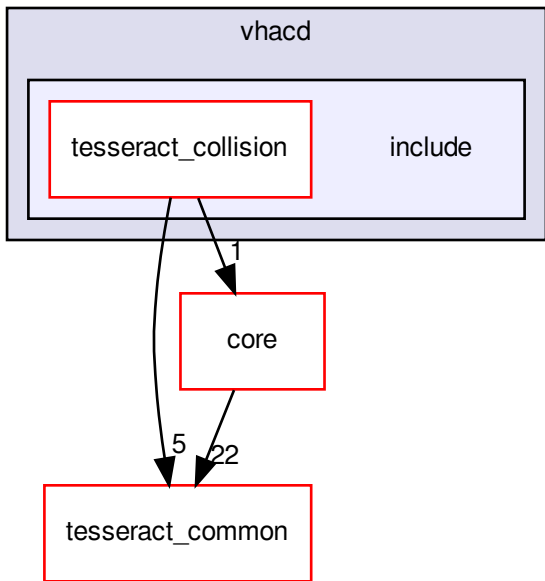 vhacd
tesseract_collision
include
1
core
5
22
tesseract_common